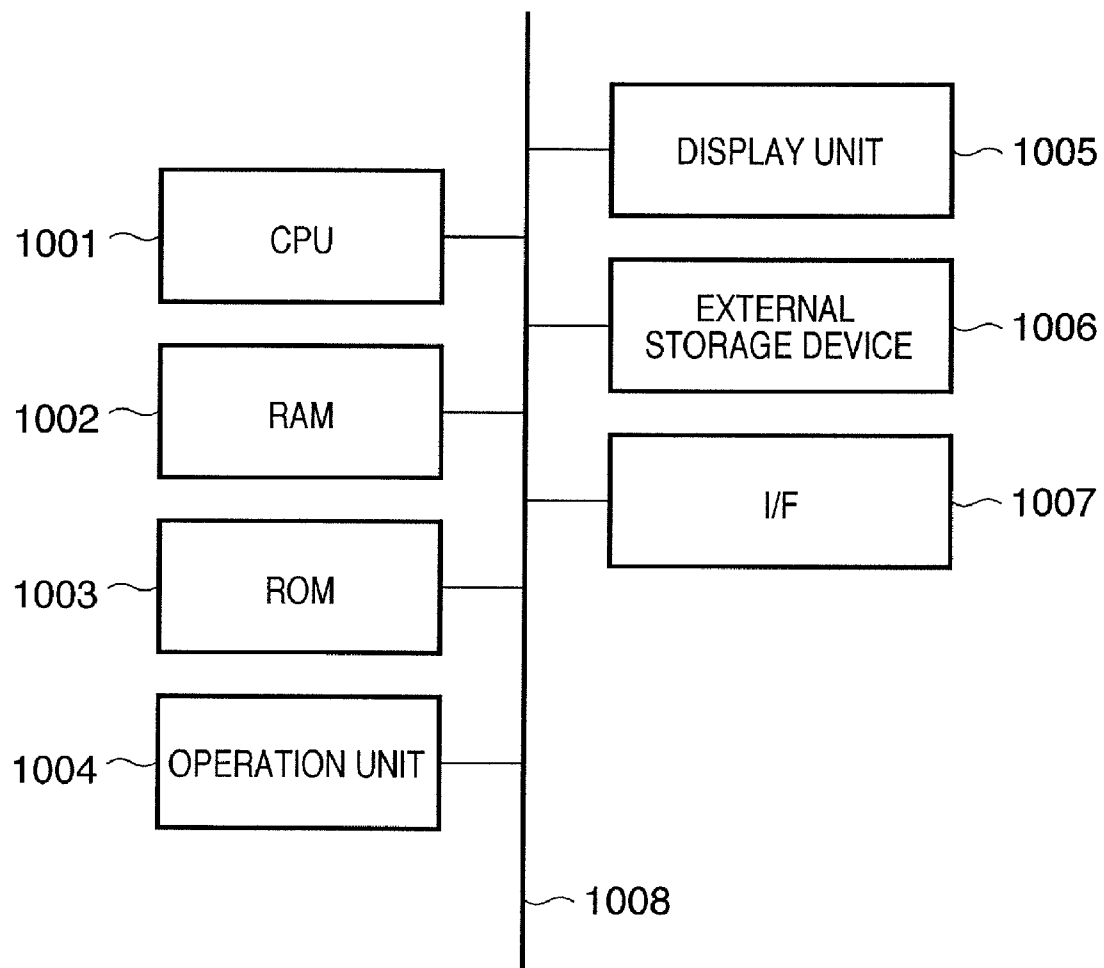 DISPLAY UNIT
1005
1001
CPU
EXTERNAL
STORAGE DEVICE
1006
1002
RAM
I/F
1007
1003
ROM
1004
OPERATION UNIT
1008